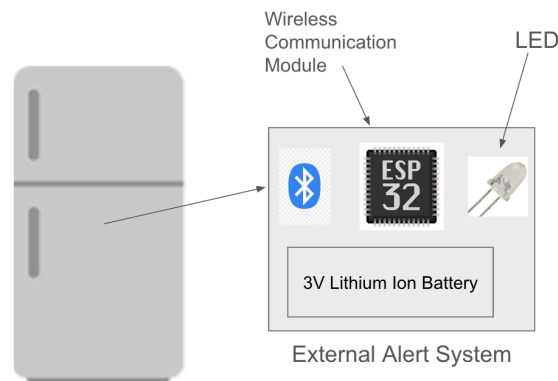 Wireless
Communication
Module
LED
ESP
32
3V Lithium Ion Battery
External Alert System